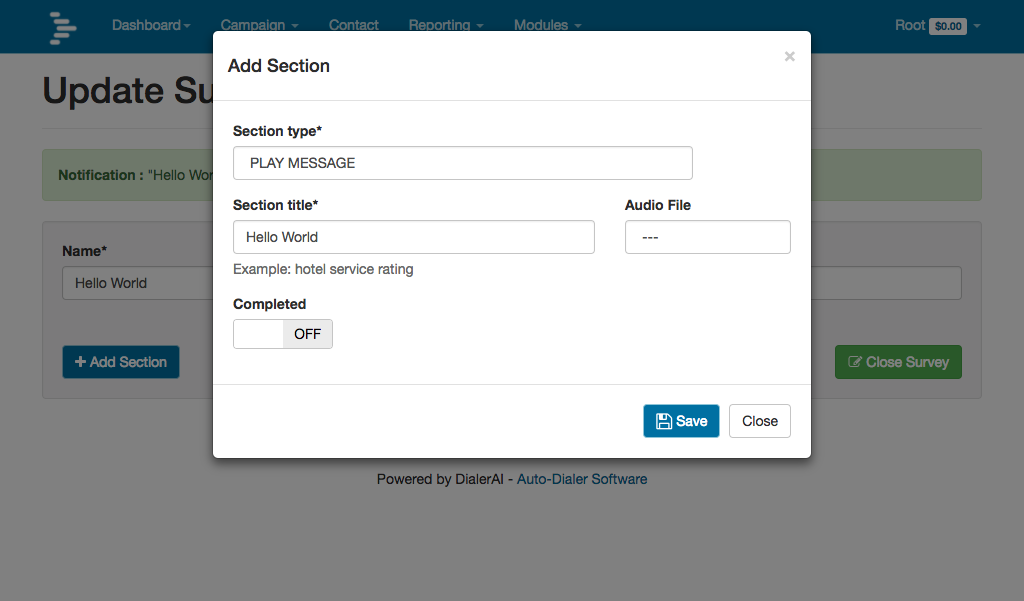 Dashboard Campaign Contact Reporting Modules Root $0.00
Add Section ×
Update Su
Section type*
PLAY MESSAGE
Notification : "Hello Wor
Section title* Audio File
Hello World ---
Name*
Example: hotel service rating
Hello World
Completed
OFF
Add Section Close Survey
Save Close
Powered by DialerAI - Auto-Dialer Software